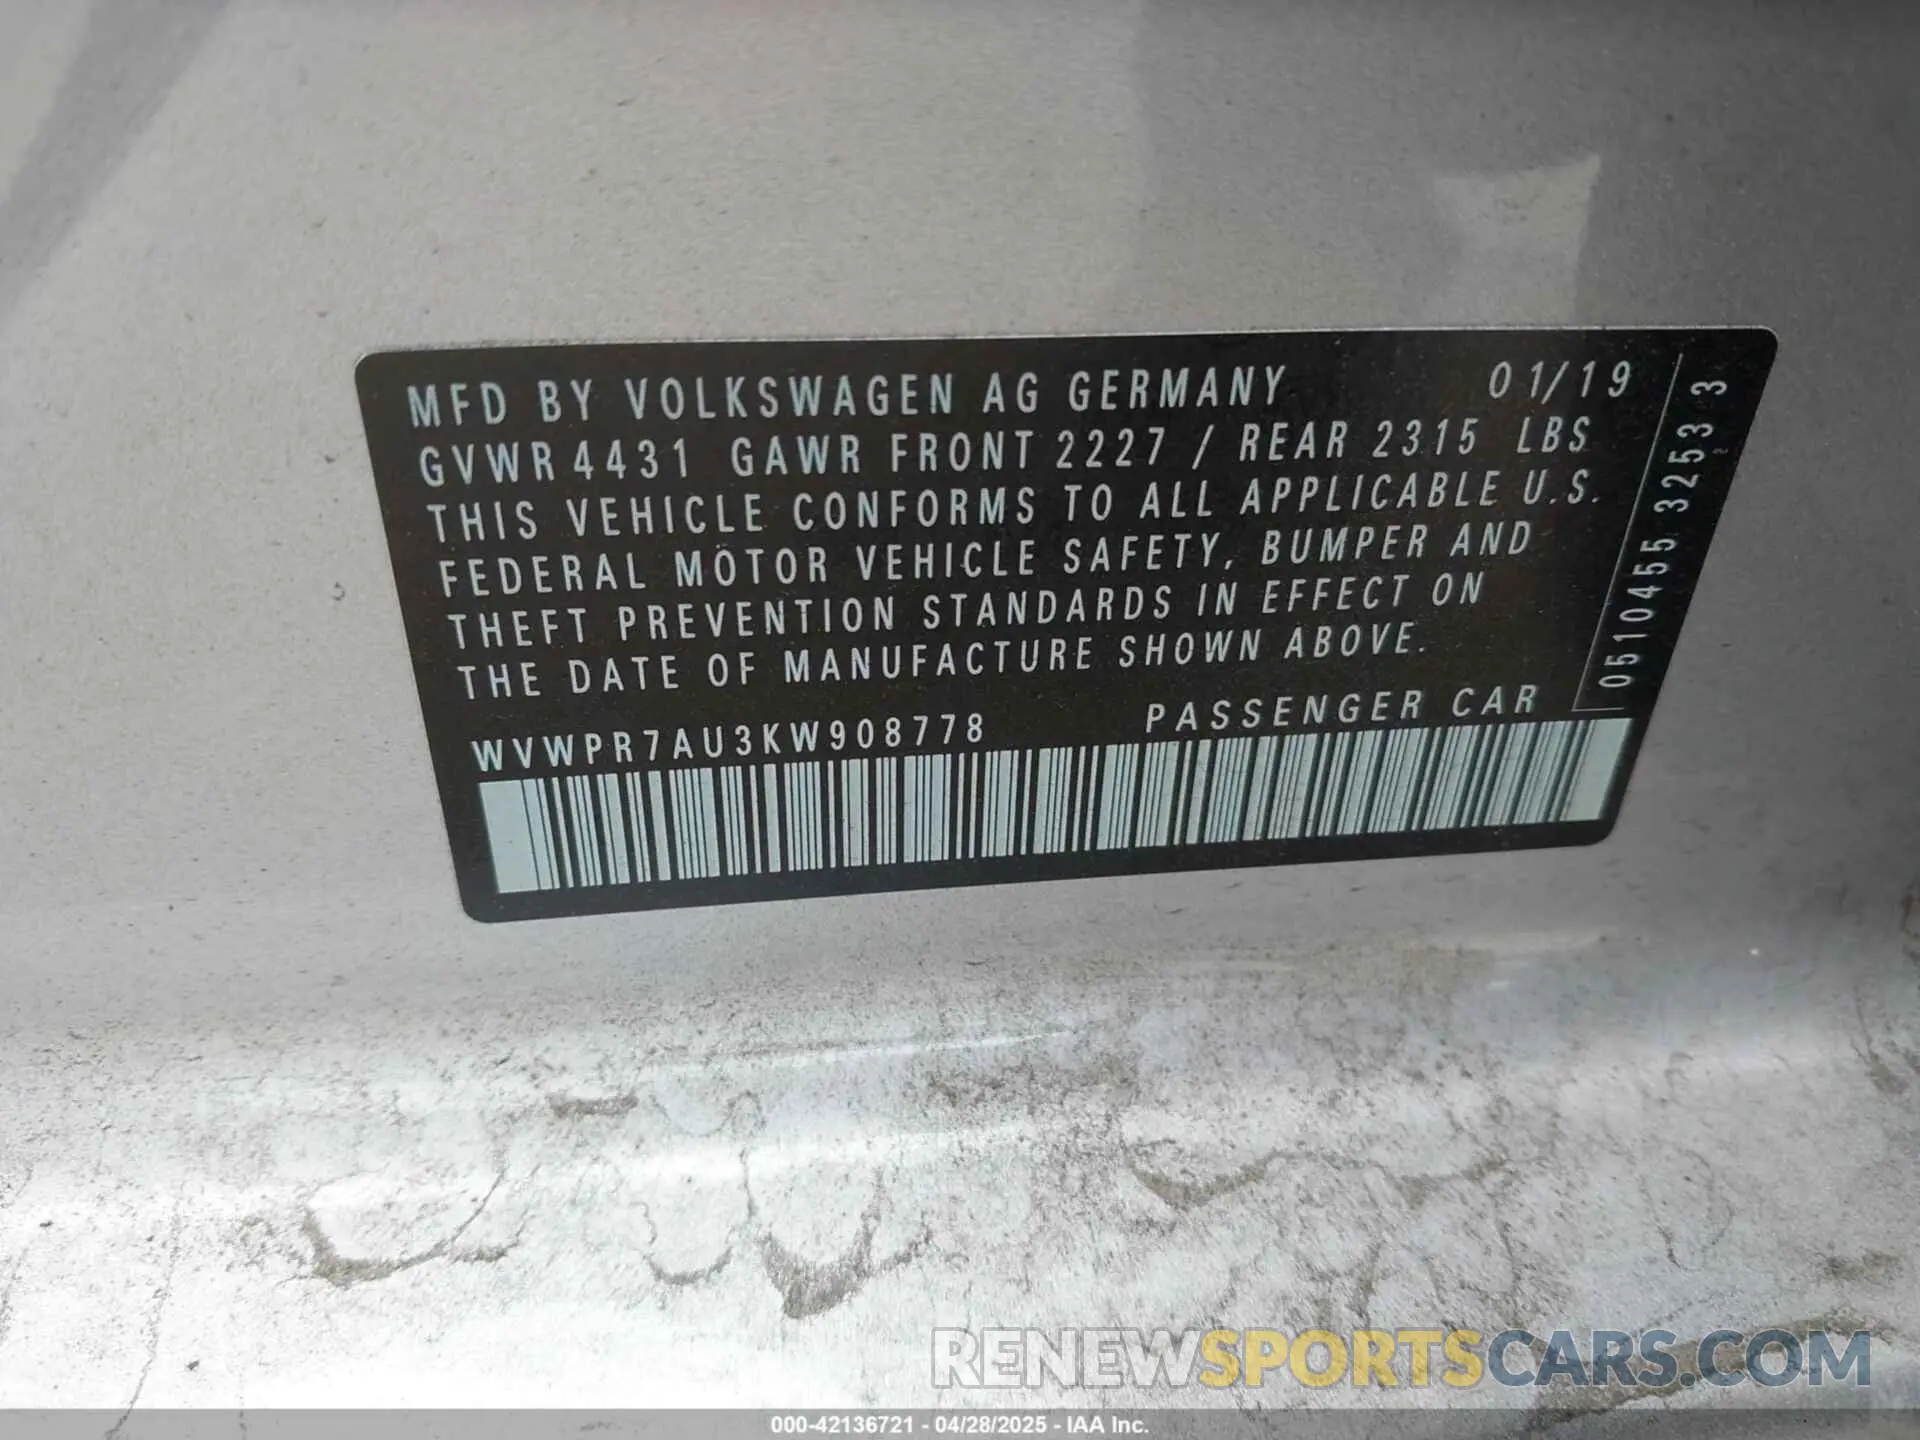 MFD BY VOLKSWAGEN AG GERMANY 01/19
GVWR 4431 GAWR FRONT 2227 / REAR 2315 LBS
THIS VEHICLE CONFORMS TO ALL APPLICABLE U.S.
FEDERAL MOTOR VEHICLE SAFETY, BUMPER AND
THEFT PREVENTION STANDARDS IN EFFECT ON
THE DATE OF MANUFACTURE SHOWN ABOVE.
WVWPR7AU3KW908778 PASSENGER CAR
0510455 3253 3
2
RENEWSPORTSCARS.COM
000-42136721 - 04/28/2025 - IAA Inc.